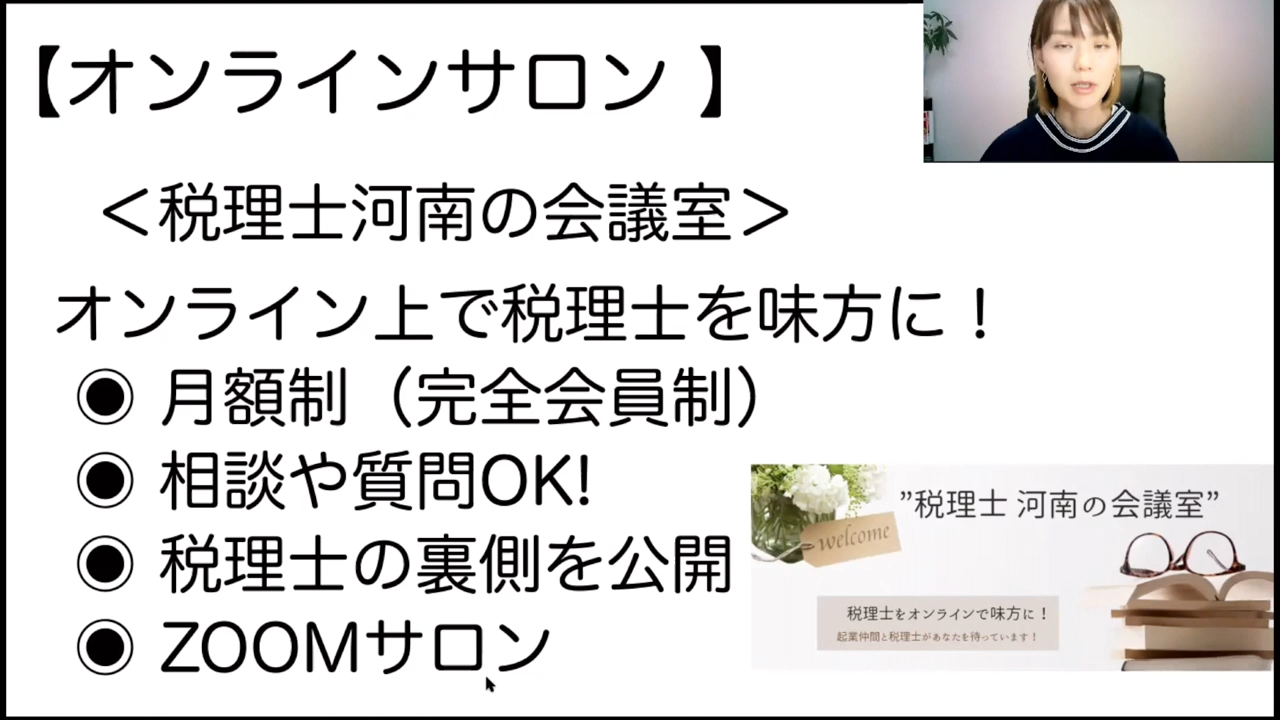 【オンラインサロン 】
＜税理士河南の会議室＞
オンライン上で税理士を味方に！
◉ 月額制（完全会員制）
◉ 相談や質問OK!
◉ 税理士の裏側を公開
◉ ZOOMサロン
”税理士 河南の会議室”
welcome
税理士をオンラインで味方に！
起業仲間と税理士があなたを待っています！